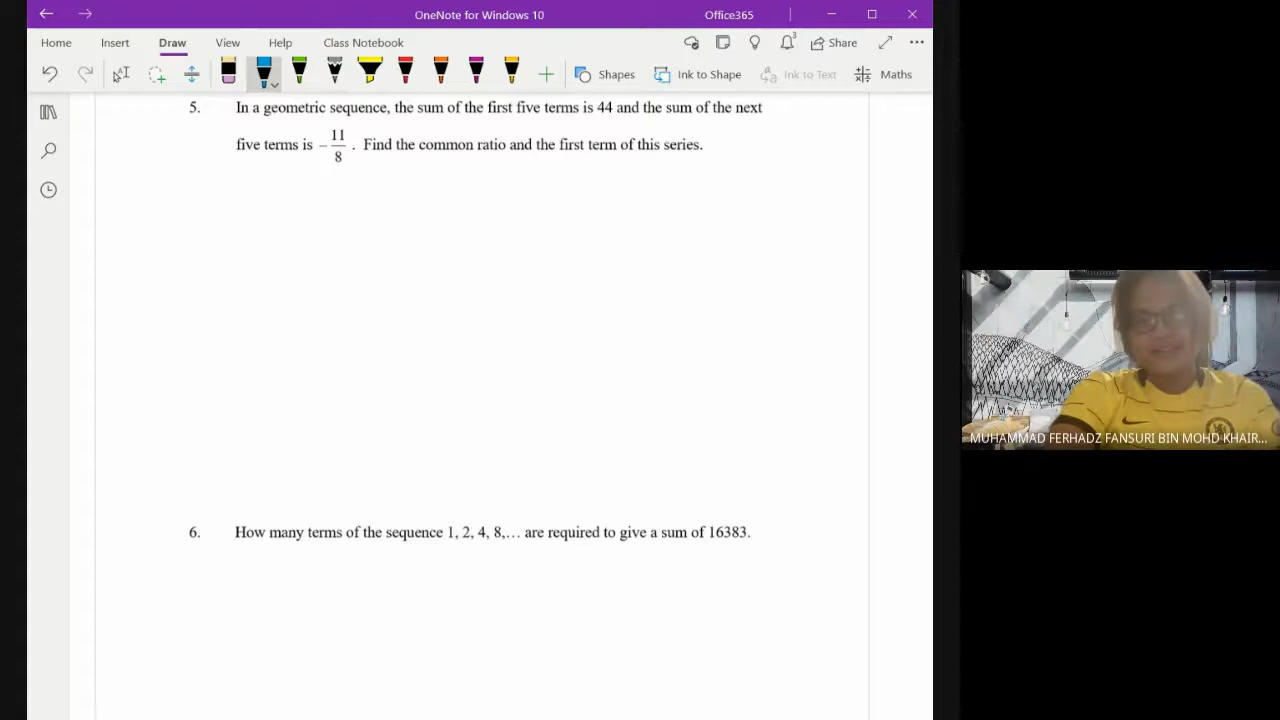 OneNote for Windows 10
Office365
Home Insert Draw View Help Class Notebook
3
Share
Shapes Ink to Shape Ink to Text Maths
5. In a geometric sequence, the sum of the first five terms is 44 and the sum of the next
five terms is −11/8 . Find the common ratio and the first term of this series.
MUHAMMAD FERHADZ FANSURI BIN MOHD KHAIR...
6. How many terms of the sequence 1, 2, 4, 8,… are required to give a sum of 16383.